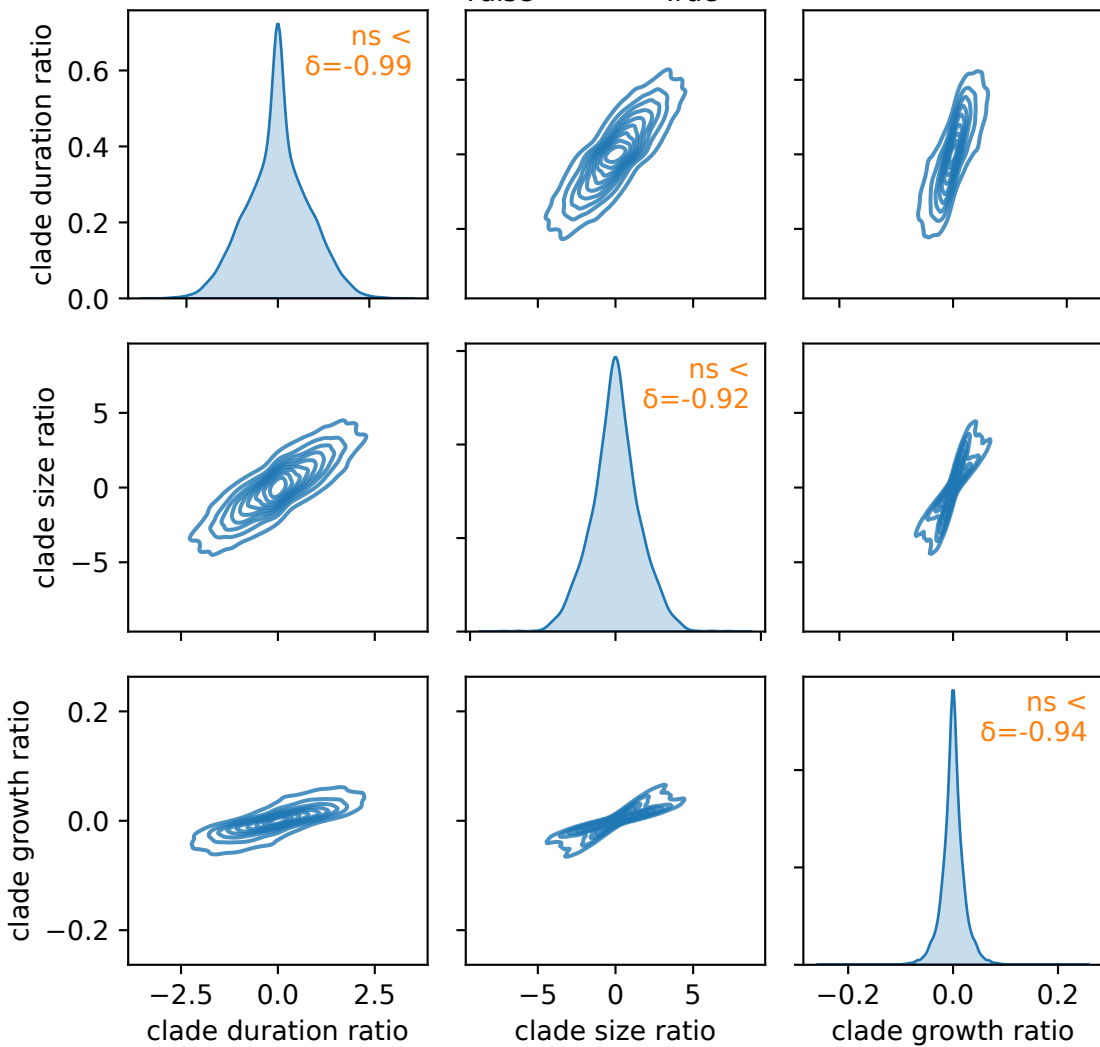 clade duration ratio
0.6
0.4
0.2
0.0
ns <
δ=-0.99
clade size ratio
5
0
−5
ns <
δ=-0.92
clade growth ratio
0.2
0.0
−0.2
ns <
δ=-0.94
−2.5 0.0 2.5
−5 0 5
−0.2 0.0 0.2
clade duration ratio
clade size ratio
clade growth ratio